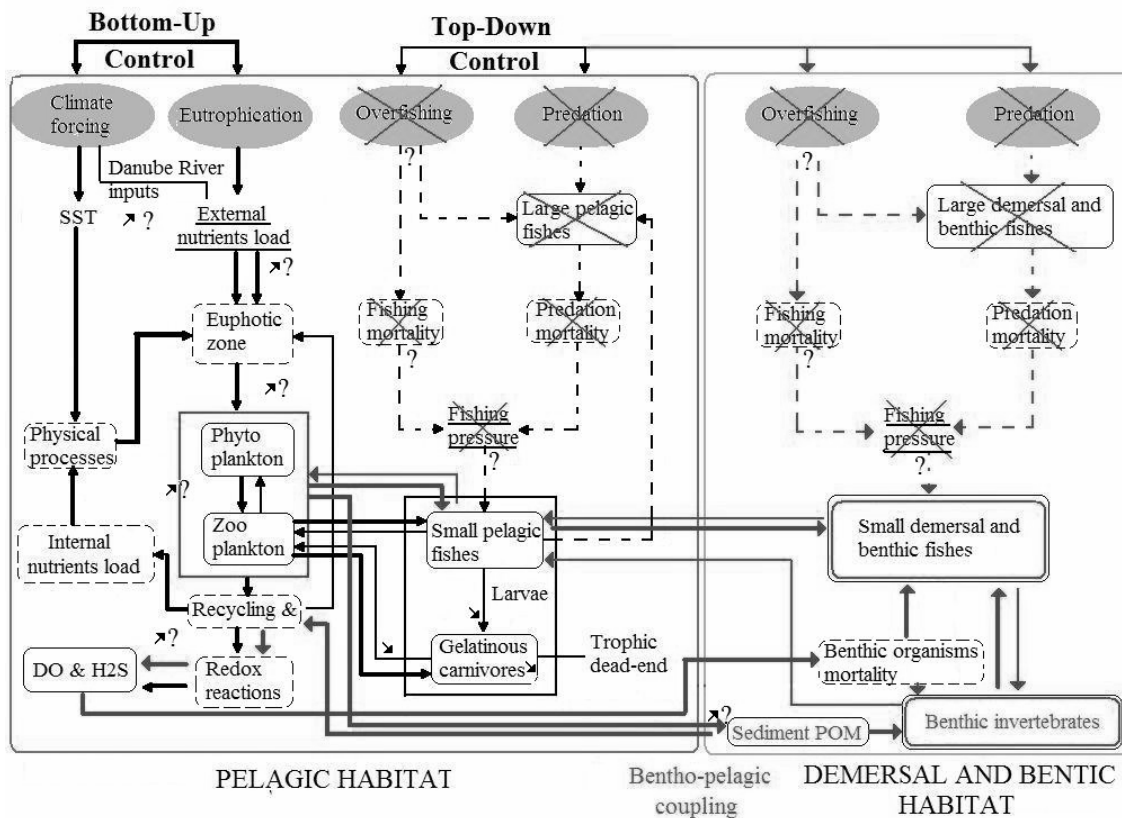 Bottom-Up
Control
Top-Down
Control
Climate
forcing
Eutrophication
Overfishing
Predation
Overfishing
Predation
?
?
Danube River
inputs
?
SST
External
nutrients load
?
Large pelagic
fishes
Large demersal and
benthic fishes
Euphotic
zone
Fishing
mortality
?
Predation
mortality
Fishing
mortality
?
Predation
mortality
?
Fishing
pressure
?
Fishing
pressure
?
Physical
processes
Phyto
plankton
?
Zoo
plankton
Internal
nutrients load
Small pelagic
fishes
Small demersal and
benthic fishes
Larvae
Recycling &
?
Gelatinous
carnivores
Trophic
dead-end
DO & H2S
Redox
reactions
Benthic organisms
mortality
?
Sediment POM
Benthic invertebrates
PELAGIC HABITAT
Bentho-pelagic
coupling
DEMERSAL AND BENTIC
HABITAT